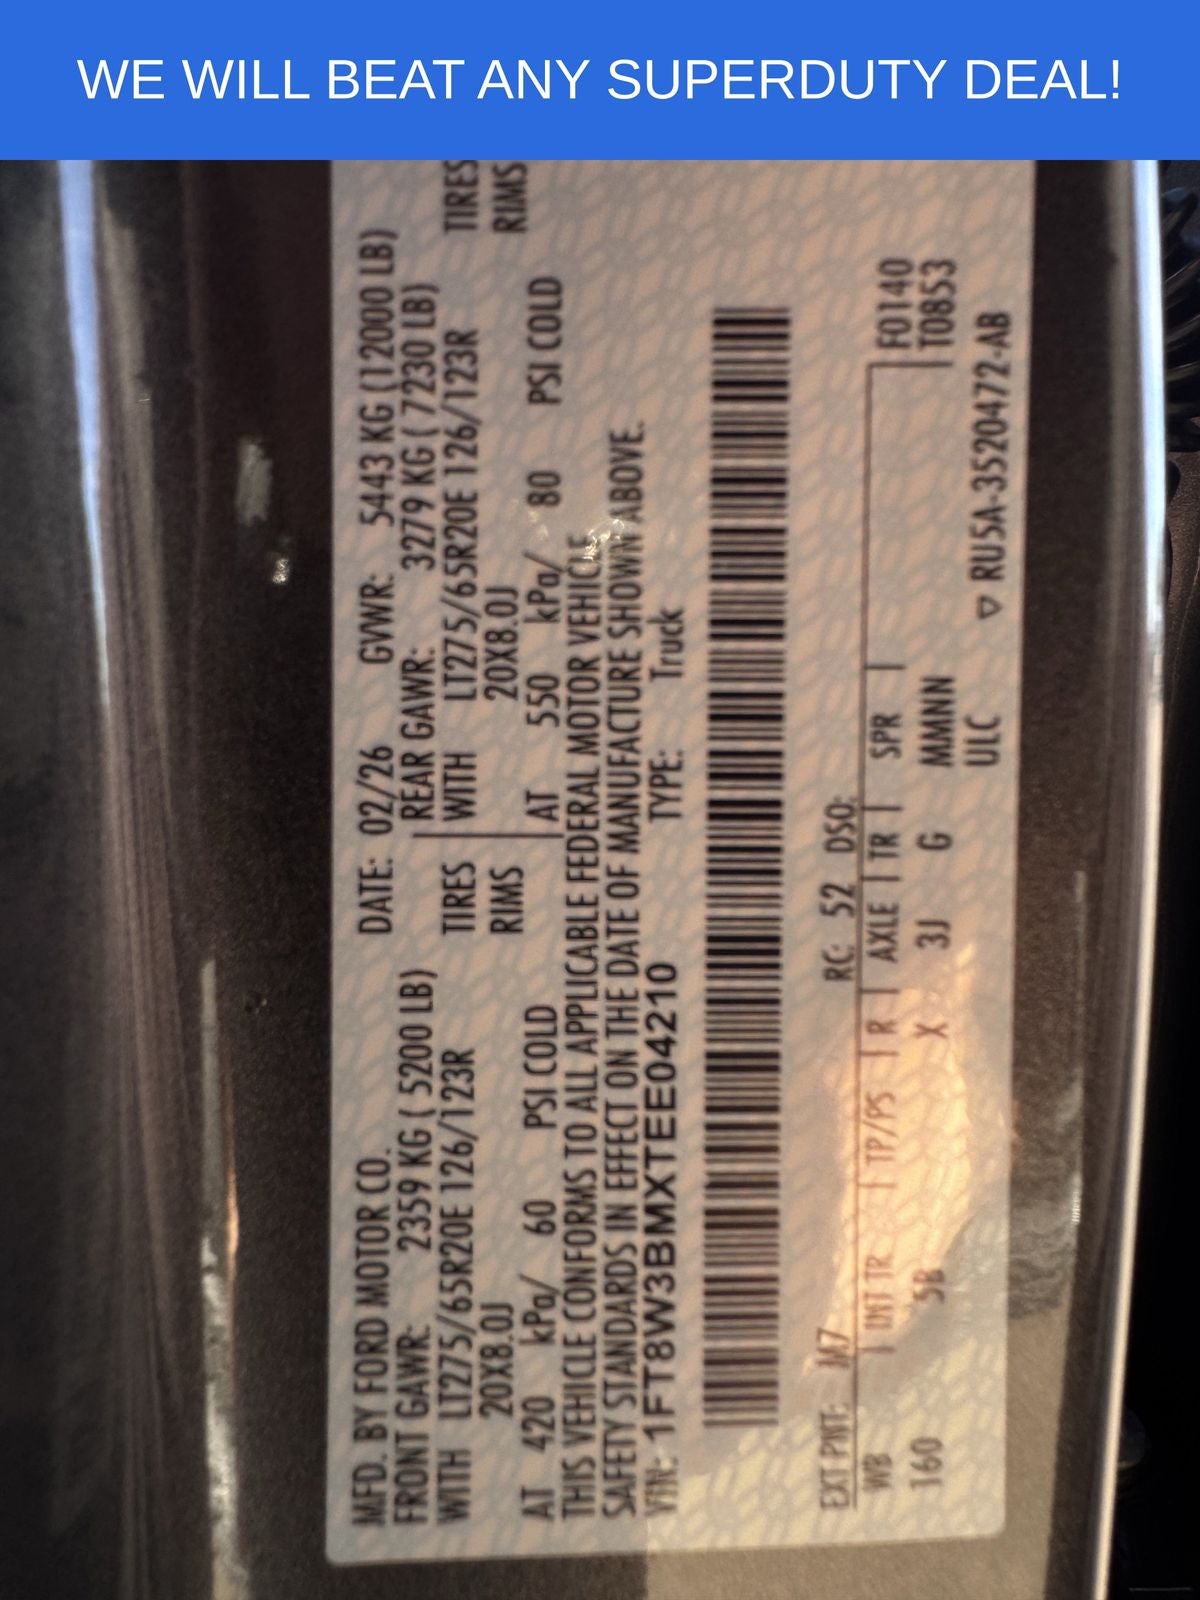 WE WILL BEAT ANY SUPERDUTY DEAL!
MFD. BY FORD MOTOR CO. DATE: 02/26 GVWR: 5443 KG (12000 LB)
FRONT GAWR: 2359 KG ( 5200 LB) REAR GAWR: 3279 KG ( 7230 LB)
WITH LT275/65R20E 126/123R TIRES WITH LT275/65R20E 126/123R TIRES
20X8.0J RIMS 20X8.0J RIMS
AT 420 kPa/ 60 PSI COLD AT 550 kPa/ 80 PSI COLD
THIS VEHICLE CONFORMS TO ALL APPLICABLE FEDERAL MOTOR VEHICLE
SAFETY STANDARDS IN EFFECT ON THE DATE OF MANUFACTURE SHOWN ABOVE.
VIN: 1FT8W3BMXTEE04210 TYPE: Truck
EXT PNT: M7 RC: 52 DSO:
WB INT TR TP/PS R AXLE TR SPR F0140
160 5B X 3J G MMNN T0853
ULC ▽ RU5A-3520472-AB